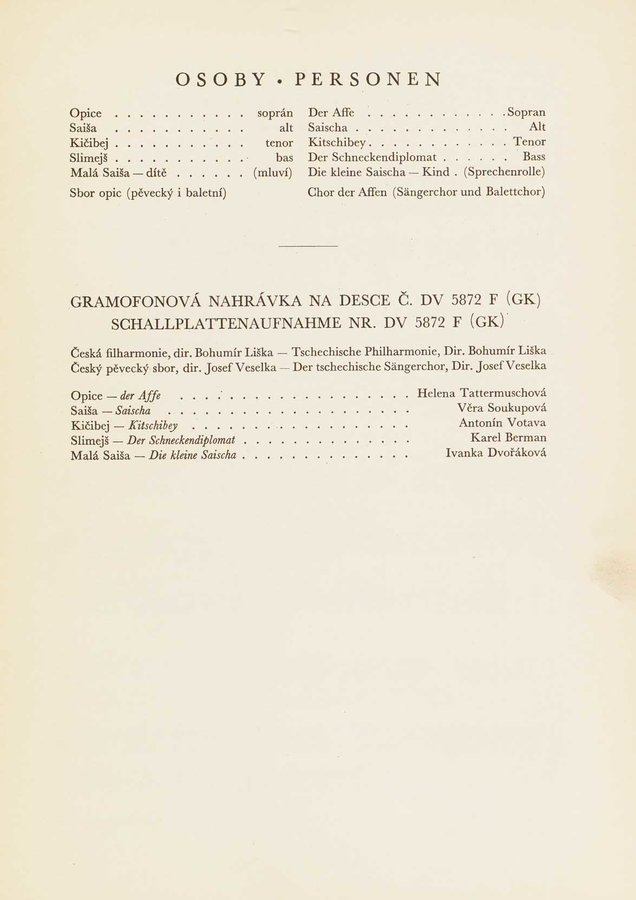 OSOBY · PERSONEN
Opice . . . . . . . . . . . soprán Der Affe . . . . . . . . . . . . Sopran
Saiša . . . . . . . . . . . alt Saischa . . . . . . . . . . . . . Alt
Kičibej . . . . . . . . . . . tenor Kitschibey . . . . . . . . . . . . Tenor
Slimejš . . . . . . . . . . . bas Der Schneckendiplomat . . . . . . Bass
Malá Saiša — dítě . . . . . . (mluví) Die kleine Saischa — Kind . (Sprechenrolle)
Sbor opic (pěvecký i baletní) Chor der Affen (Sängerchor und Balettchor)
GRAMOFONOVÁ NAHRÁVKA NA DESCE Č. DV 5872 F (GK)
SCHALLPLATTENAUFNAHME NR. DV 5872 F (GK)
Česká filharmonie, dir. Bohumír Liška — Tschechische Philharmonie, Dir. Bohumír Liška
Český pěvecký sbor, dir. Josef Veselka — Der tschechische Sängerchor, Dir. Josef Veselka
Opice — der Affe . . . . . . . . . . . . . . . . . . Helena Tattermuschová
Saiša — Saischa . . . . . . . . . . . . . . . . . . . Věra Soukupová
Kičibej — Kitschibey . . . . . . . . . . . . . . . . . Antonín Votava
Slimejš — Der Schneckendiplomat . . . . . . . . . . . . . Karel Berman
Malá Saiša — Die kleine Saischa . . . . . . . . . . . . . Ivanka Dvořáková